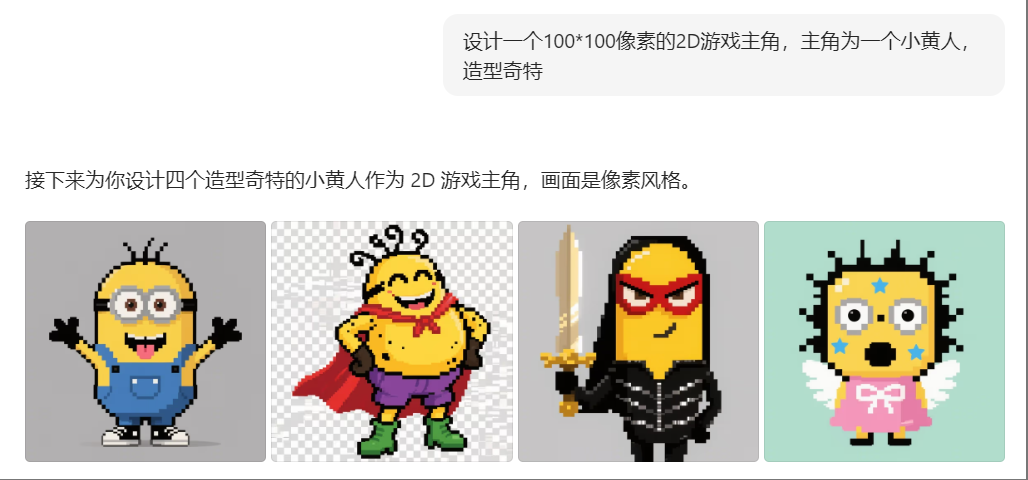 设计一个100*100像素的2D游戏主角，主角为一个小黄人，
造型奇特
接下来为你设计四个造型奇特的小黄人作为 2D 游戏主角，画面是像素风格。